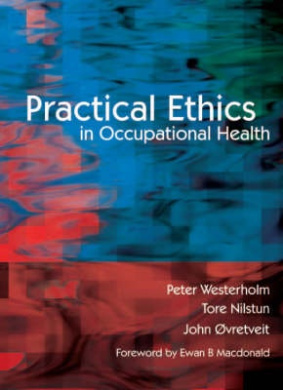 Practical Ethics
in Occupational Health
Peter Westerholm
Tore Nilstun
John Øvretveit
Foreword by Ewan B Macdonald